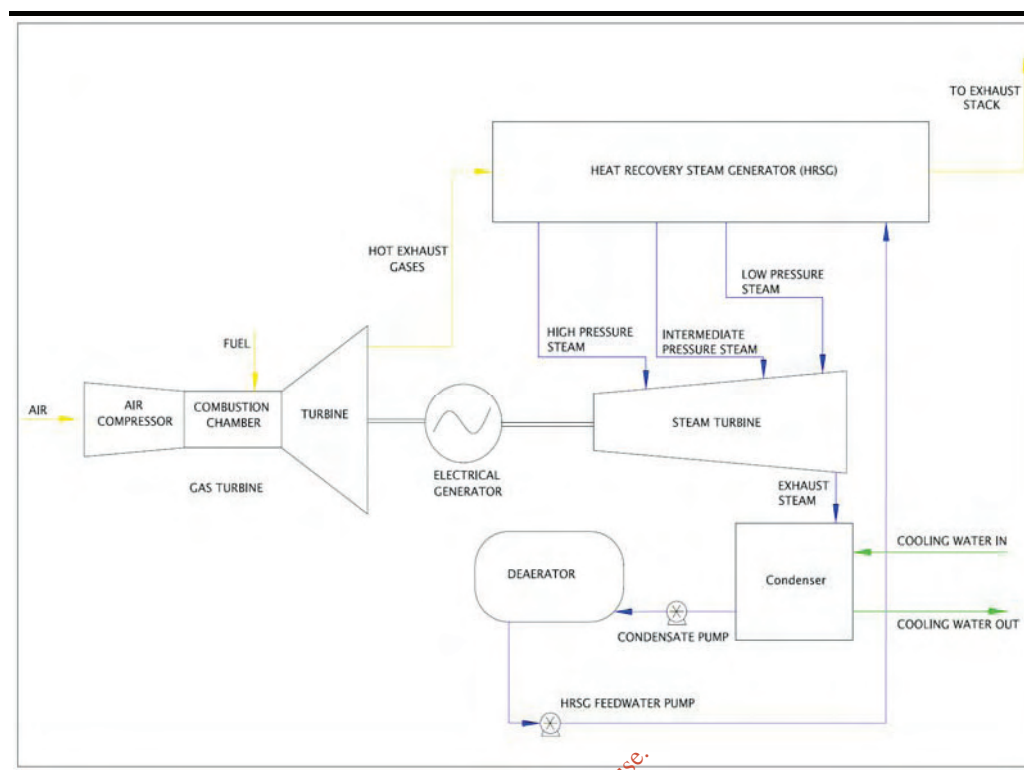 TO EXHAUST
STACK
HEAT RECOVERY STEAM GENERATOR (HRSG)
HOT EXHAUST
GASES
LOW PRESSURE
STEAM
HIGH PRESSURE
STEAM
INTERMEDIATE
PRESSURE STEAM
FUEL
AIR
AIR
COMPRESSOR
COMBUSTION
CHAMBER
TURBINE
STEAM TURBINE
GAS TURBINE
ELECTRICAL
GENERATOR
EXHAUST
STEAM
COOLING WATER IN
DEAERATOR
Condenser
COOLING WATER OUT
CONDENSATE PUMP
HRSG FEEDWATER PUMP